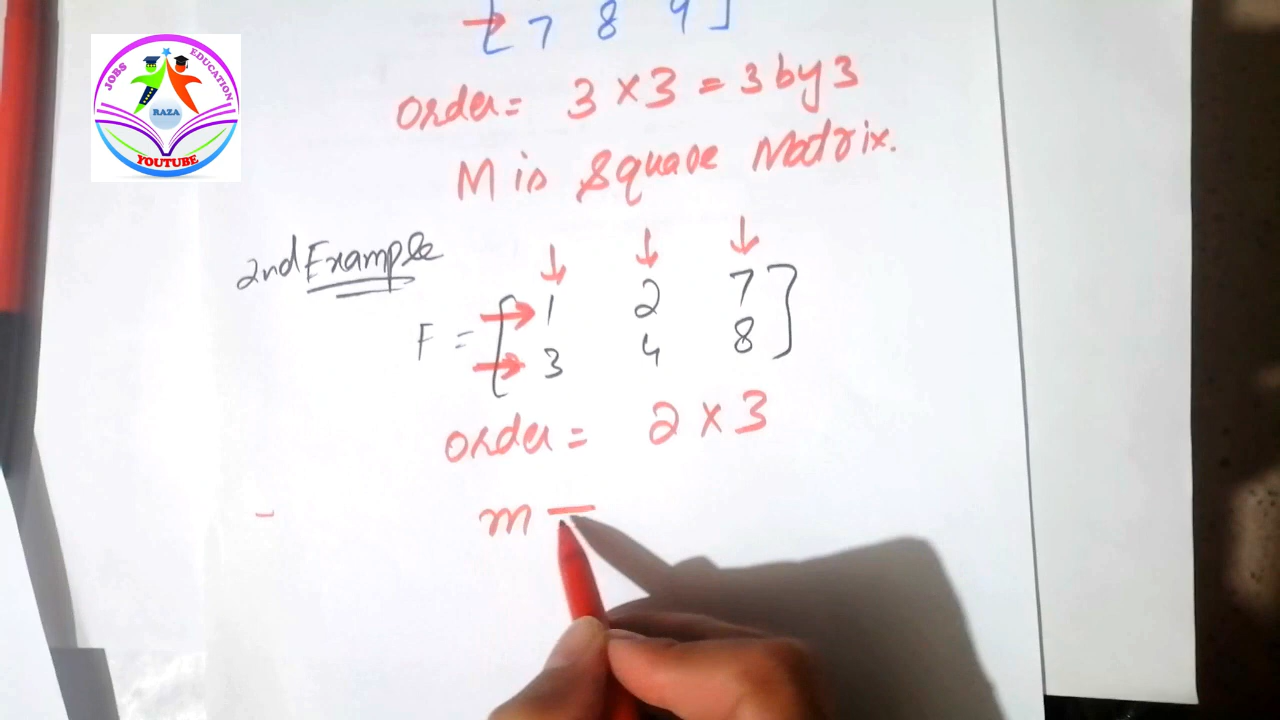 [ 7 8 9 ]
JOBS EDUCATION
RAZA
YOUTUBE
Order = 3 × 3 = 3 by 3
M is Square Matrix.
2nd Example
F = [ 1 2 7
3 4 8 ]
Order = 2 × 3
m —